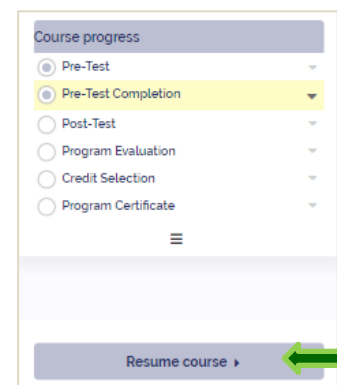 Course progress
Pre-Test
Pre-Test Completion
Post-Test
Program Evaluation
Credit Selection
Program Certificate
Resume course